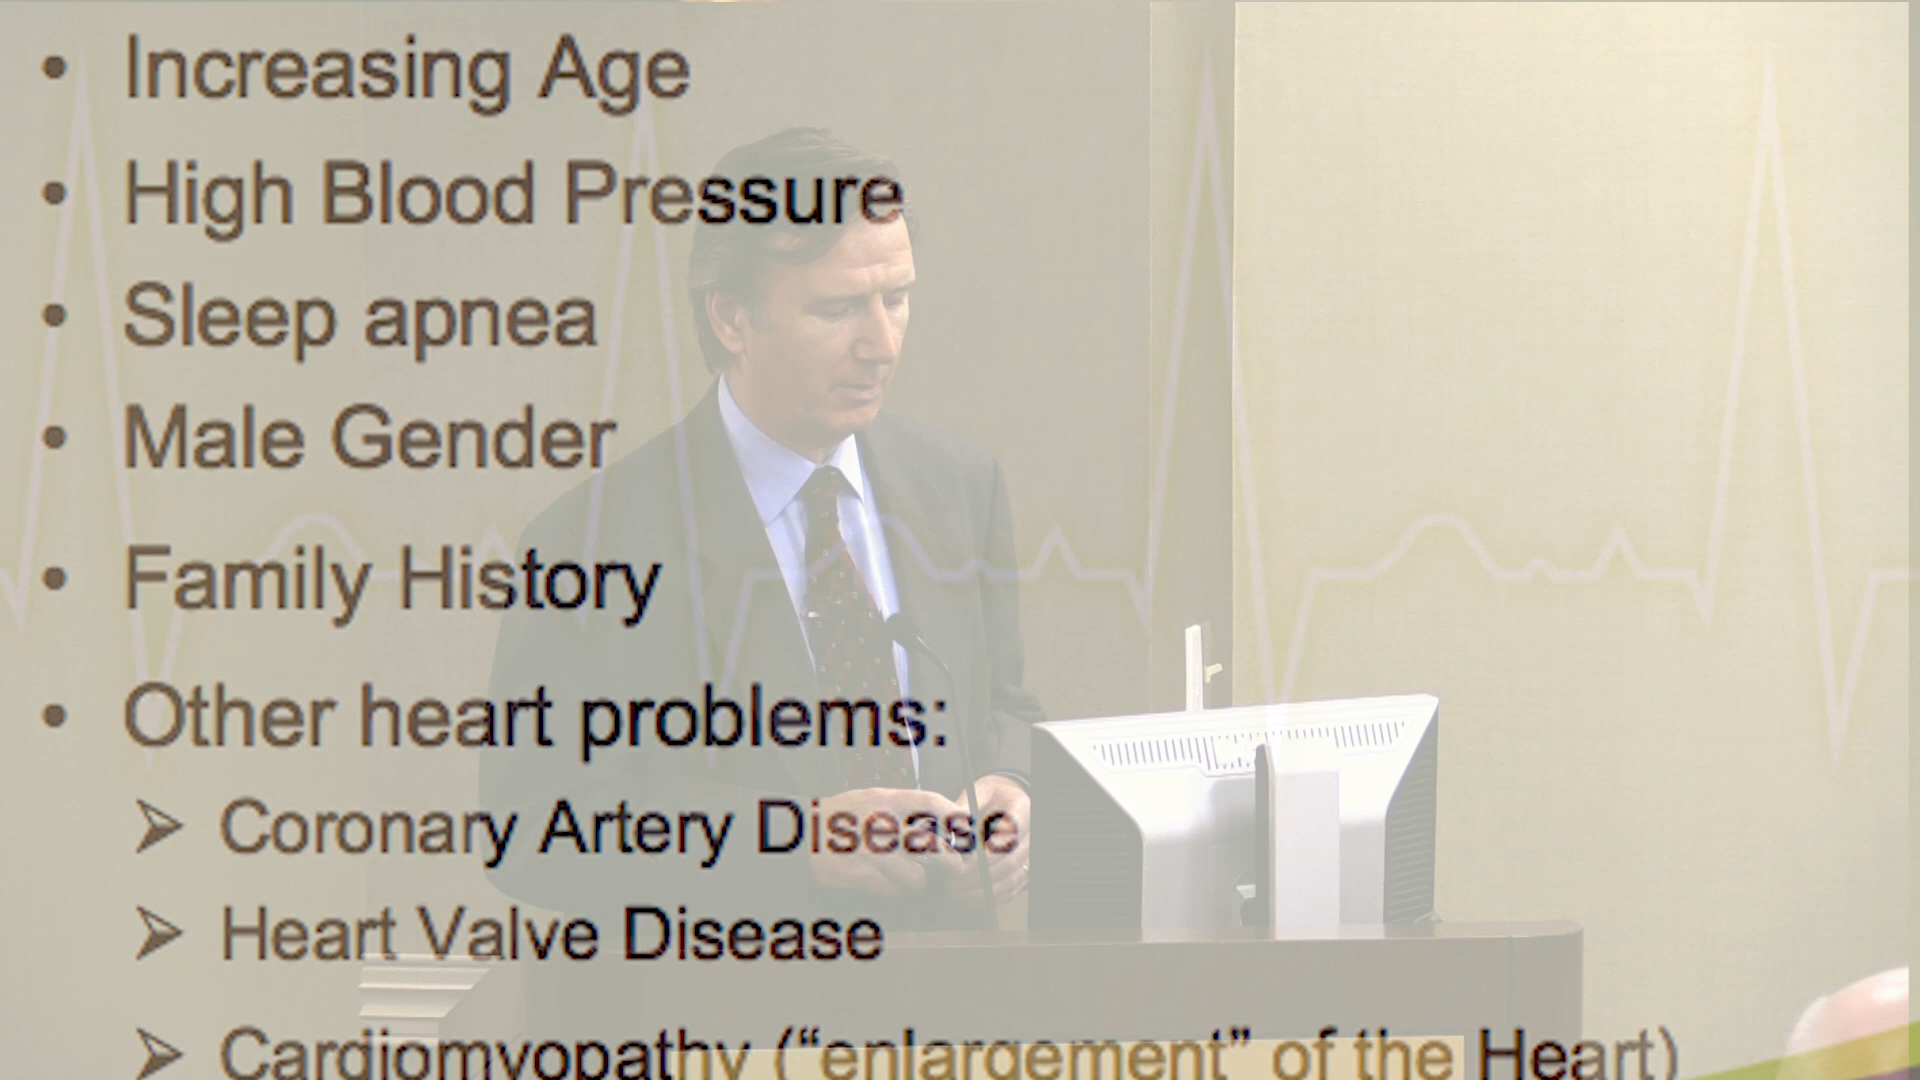 • Increasing Age
• High Blood Pressure
• Sleep apnea
• Male Gender
• Family History
• Other heart problems:
➢ Coronary Artery Disease
➢ Heart Valve Disease
➢ Cardiomyopathy (“enlargement” of the Heart)